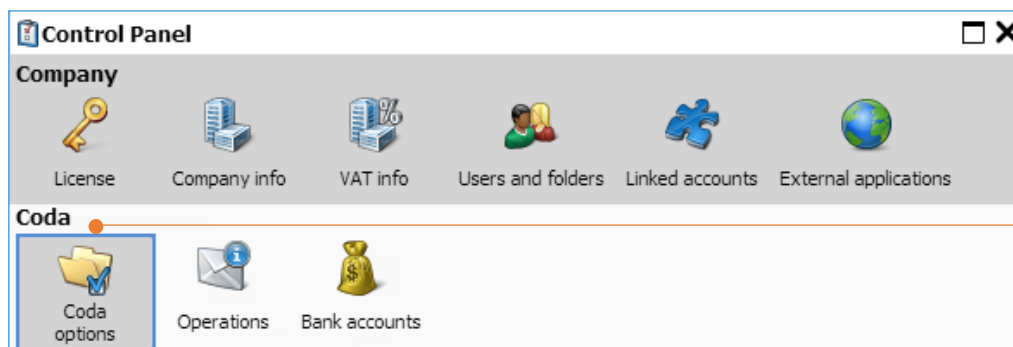 Control Panel
Company
License Company info VAT info Users and folders Linked accounts External applications
Coda
Coda
options Operations Bank accounts